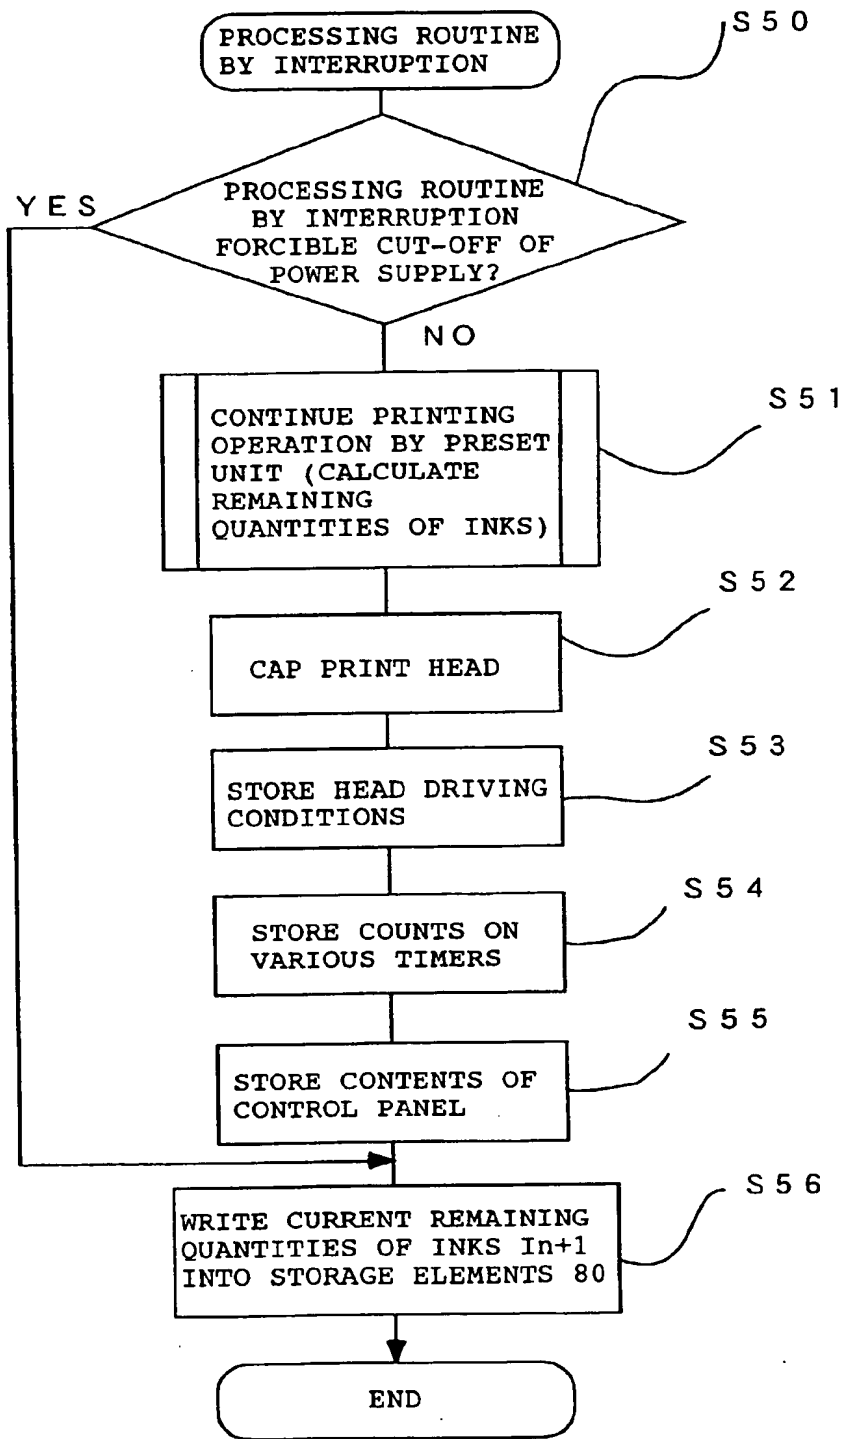 PROCESSING ROUTINE
BY INTERRUPTION
S50
PROCESSING ROUTINE
BY INTERRUPTION
FORCIBLE CUT-OFF OF
POWER SUPPLY?
YES
NO
CONTINUE PRINTING
OPERATION BY PRESET
UNIT (CALCULATE
REMAINING
QUANTITIES OF INKS)
S51
CAP PRINT HEAD
S52
STORE HEAD DRIVING
CONDITIONS
S53
STORE COUNTS ON
VARIOUS TIMERS
S54
STORE CONTENTS OF
CONTROL PANEL
S55
WRITE CURRENT REMAINING
QUANTITIES OF INKS In+1
INTO STORAGE ELEMENTS 80
S56
END